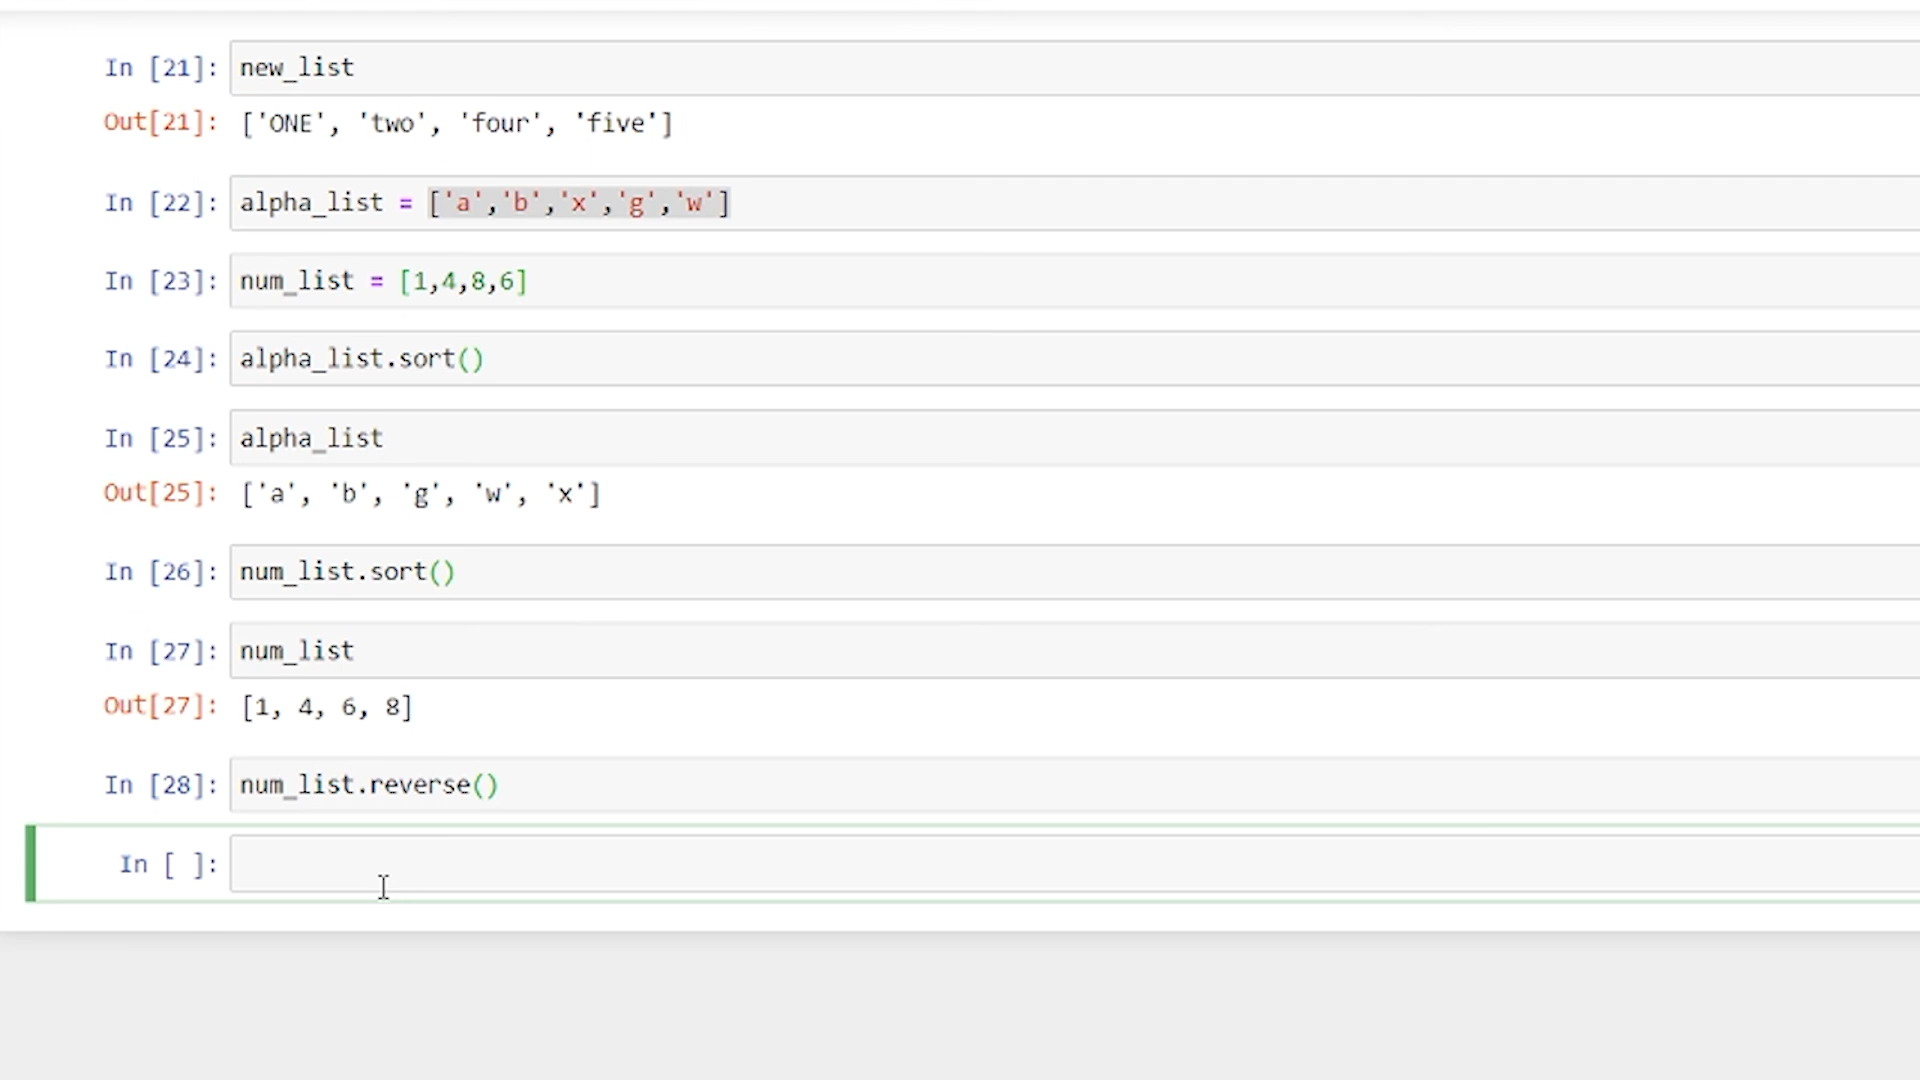 In [21]: new_list
Out[21]: ['ONE', 'two', 'four', 'five']
In [22]: alpha_list = ['a','b','x','g','w']
In [23]: num_list = [1,4,8,6]
In [24]: alpha_list.sort()
In [25]: alpha_list
Out[25]: ['a', 'b', 'g', 'w', 'x']
In [26]: num_list.sort()
In [27]: num_list
Out[27]: [1, 4, 6, 8]
In [28]: num_list.reverse()
In [ ]: